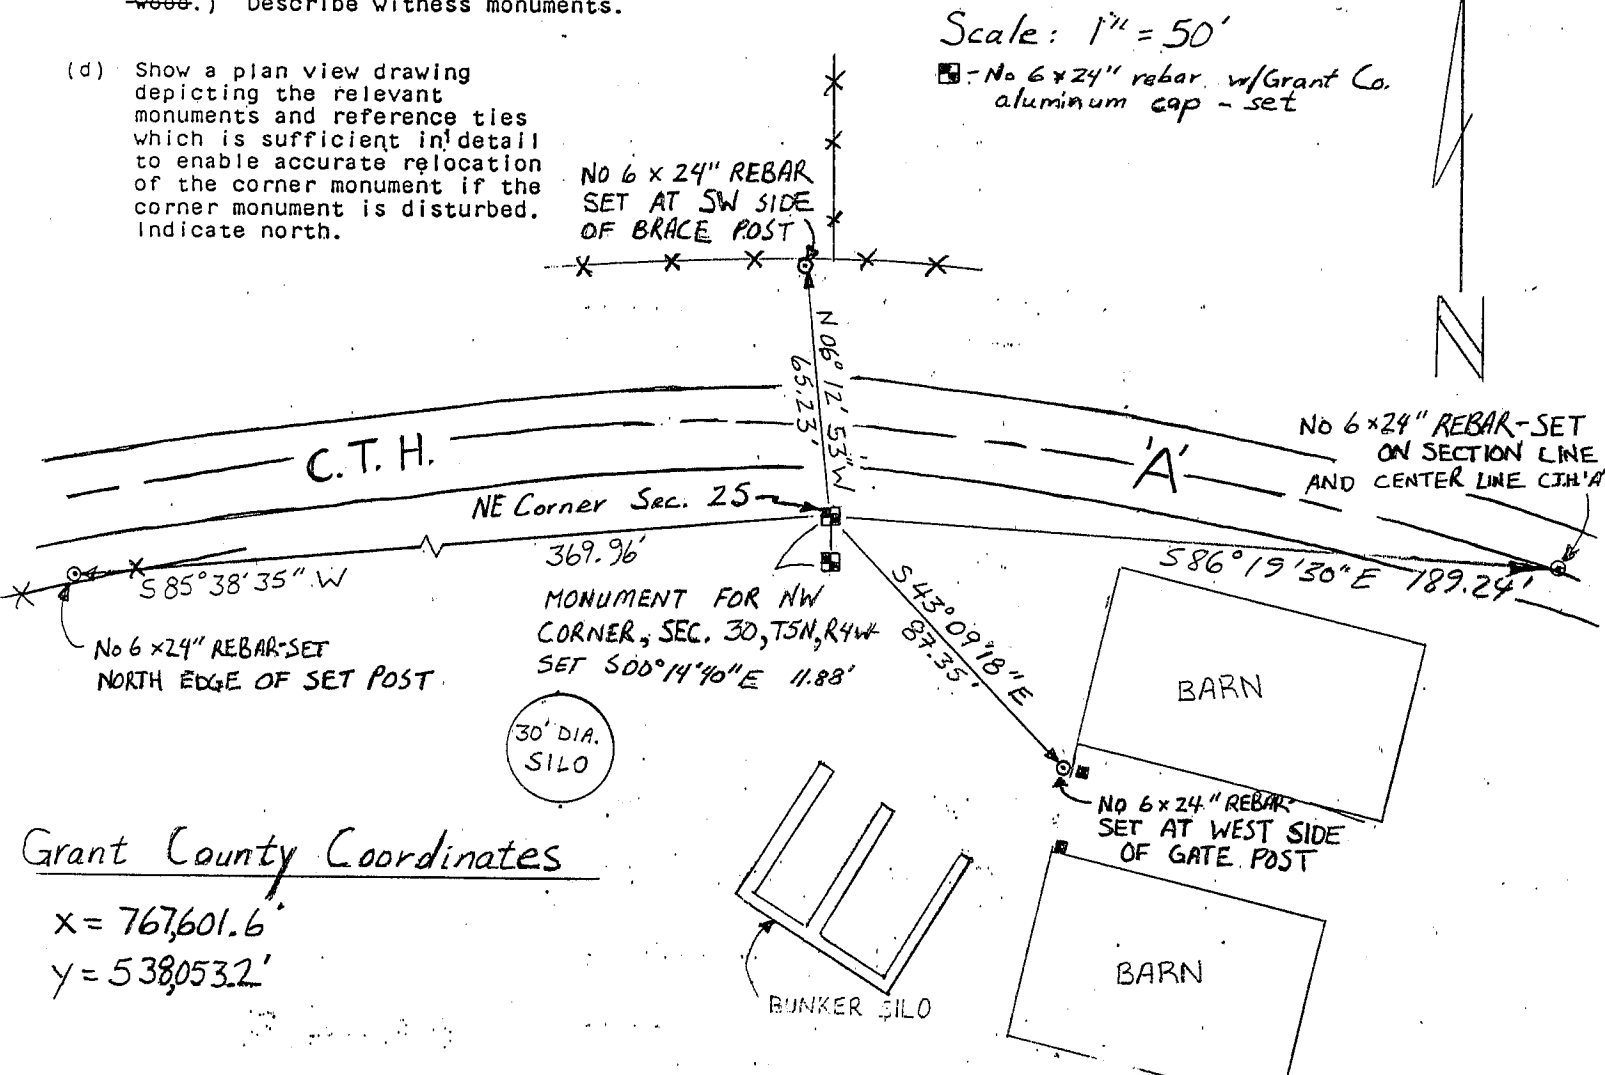 wood.) Describe witness monuments.
(d) Show a plan view drawing
depicting the relevant
monuments and reference ties
which is sufficient in detail
to enable accurate relocation
of the corner monument if the
corner monument is disturbed.
Indicate north.
Scale: 1" = 50'
- No 6 x 24" rebar w/Grant Co.
aluminum cap - set
No 6 x 24" REBAR
SET AT SW SIDE
OF BRACE POST
N
N 06° 12' 53" W
65.23'
C.T.H.
'A'
No 6 x 24" REBAR-SET
ON SECTION LINE
AND CENTER LINE C.T.H. 'A'
NE Corner Sec. 25
369.96'
S 85° 38' 35" W
S 86° 19' 30" E 189.24'
No 6 x 24" REBAR-SET
NORTH EDGE OF SET POST
MONUMENT FOR NW
CORNER, SEC. 30, T5N, R4W
SET S00° 14' 40" E 11.88'
S 43° 09' 18" E
87.35'
BARN
30' DIA.
SILO
No 6 x 24" REBAR
SET AT WEST SIDE
OF GATE POST
Grant County Coordinates
X = 767,601.6'
Y = 538,053.2'
BUNKER SILO
BARN